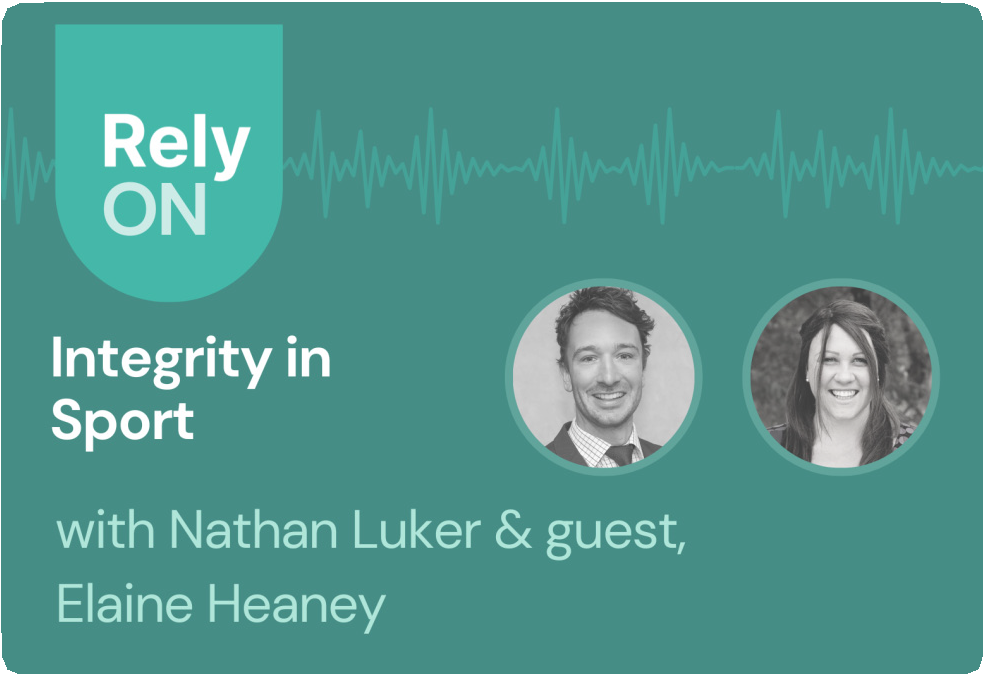 Rely
ON
Integrity in
Sport
with Nathan Luker & guest,
Elaine Heaney